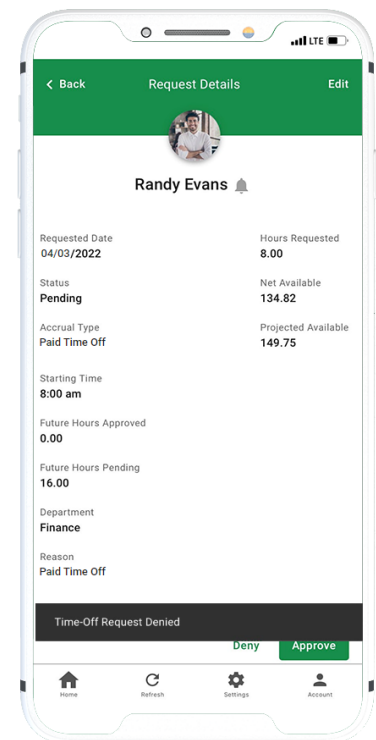 LTE
Back Request Details Edit
Randy Evans
Requested Date Hours Requested
04/03/2022 8.00
Status Net Available
Pending 134.82
Accrual Type Projected Available
Paid Time Off 149.75
Starting Time
8:00 am
Future Hours Approved
0.00
Future Hours Pending
16.00
Department
Finance
Reason
Paid Time Off
Time-Off Request Denied
Deny Approve
Home Refresh Settings Account